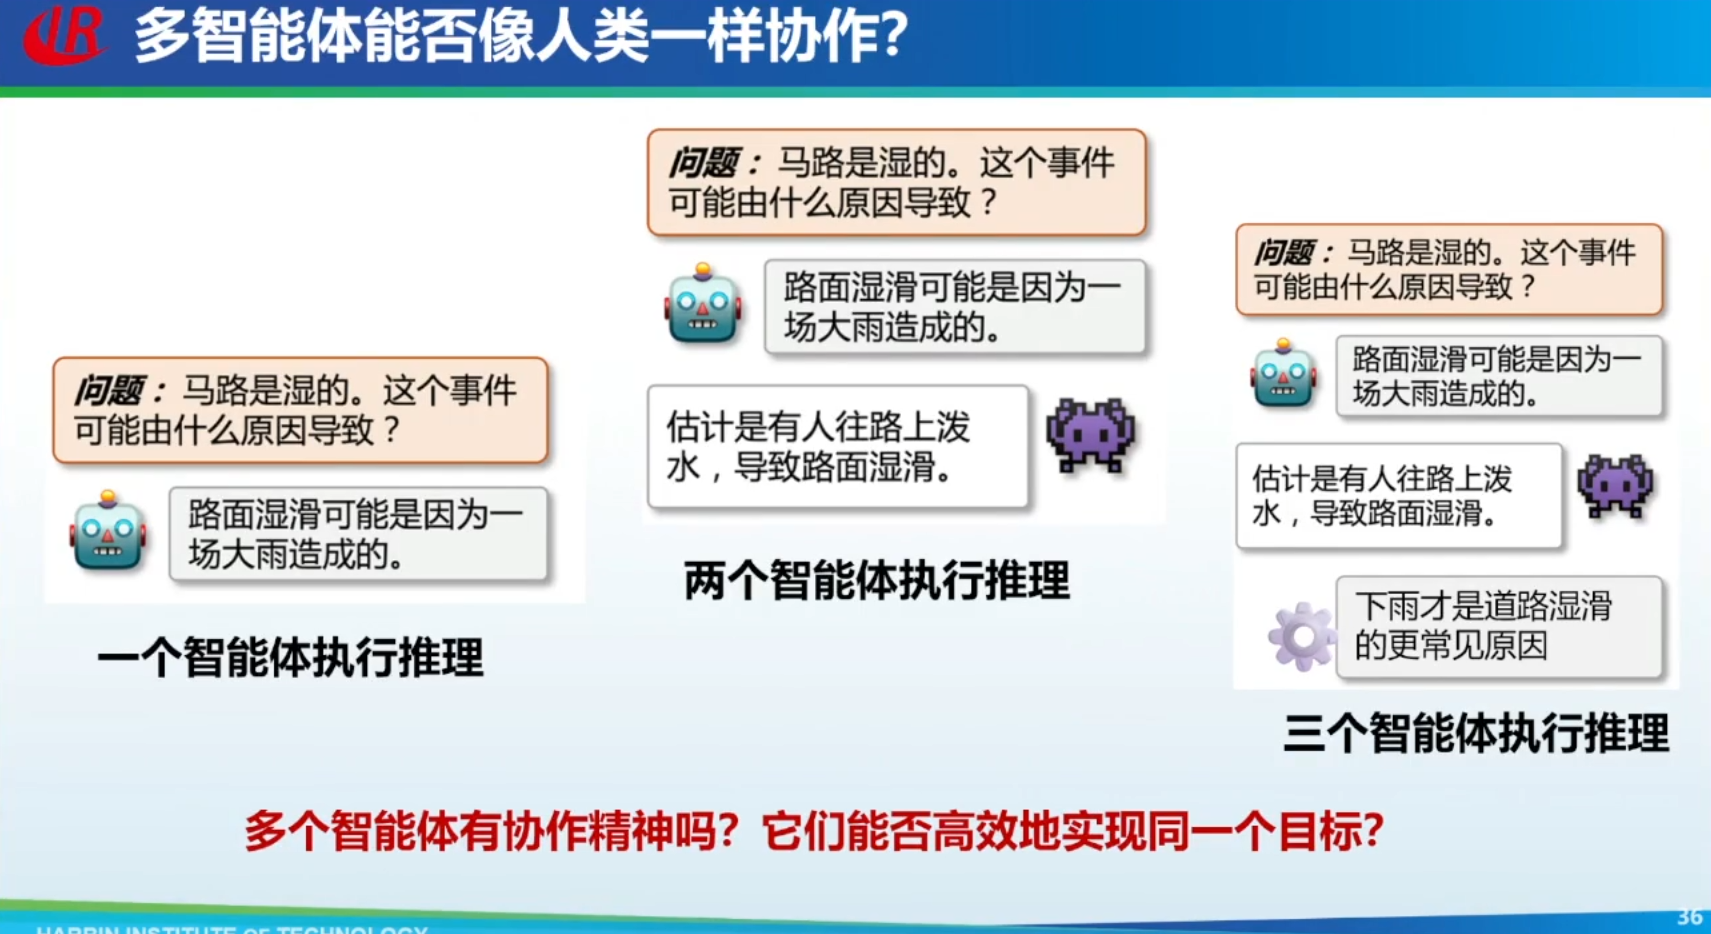 多智能体能否像人类一样协作？
问题：马路是湿的。这个事件
可能由什么原因导致？
路面湿滑可能是因为一
场大雨造成的。
一个智能体执行推理
问题：马路是湿的。这个事件
可能由什么原因导致？
路面湿滑可能是因为一
场大雨造成的。
估计是有人往路上泼
水，导致路面湿滑。
两个智能体执行推理
问题：马路是湿的。这个事件
可能由什么原因导致？
路面湿滑可能是因为一
场大雨造成的。
估计是有人往路上泼
水，导致路面湿滑。
下雨才是道路湿滑
的更常见原因
三个智能体执行推理
多个智能体有协作精神吗？它们能否高效地实现同一个目标？
HARBIN INSTITUTE OF TECHNOLOGY
36